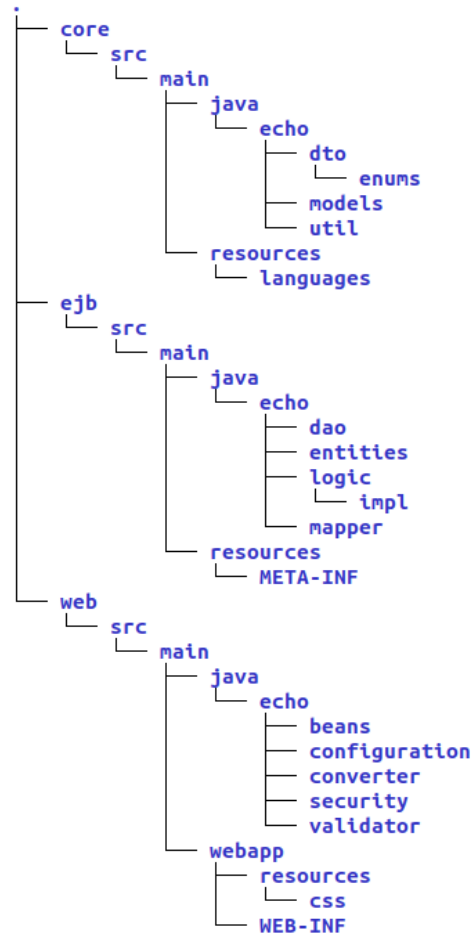 .
core
src
main
java
echo
dto
enums
models
util
resources
languages
ejb
src
main
java
echo
dao
entities
logic
impl
mapper
resources
META-INF
web
src
main
java
echo
beans
configuration
converter
security
validator
webapp
resources
css
WEB-INF